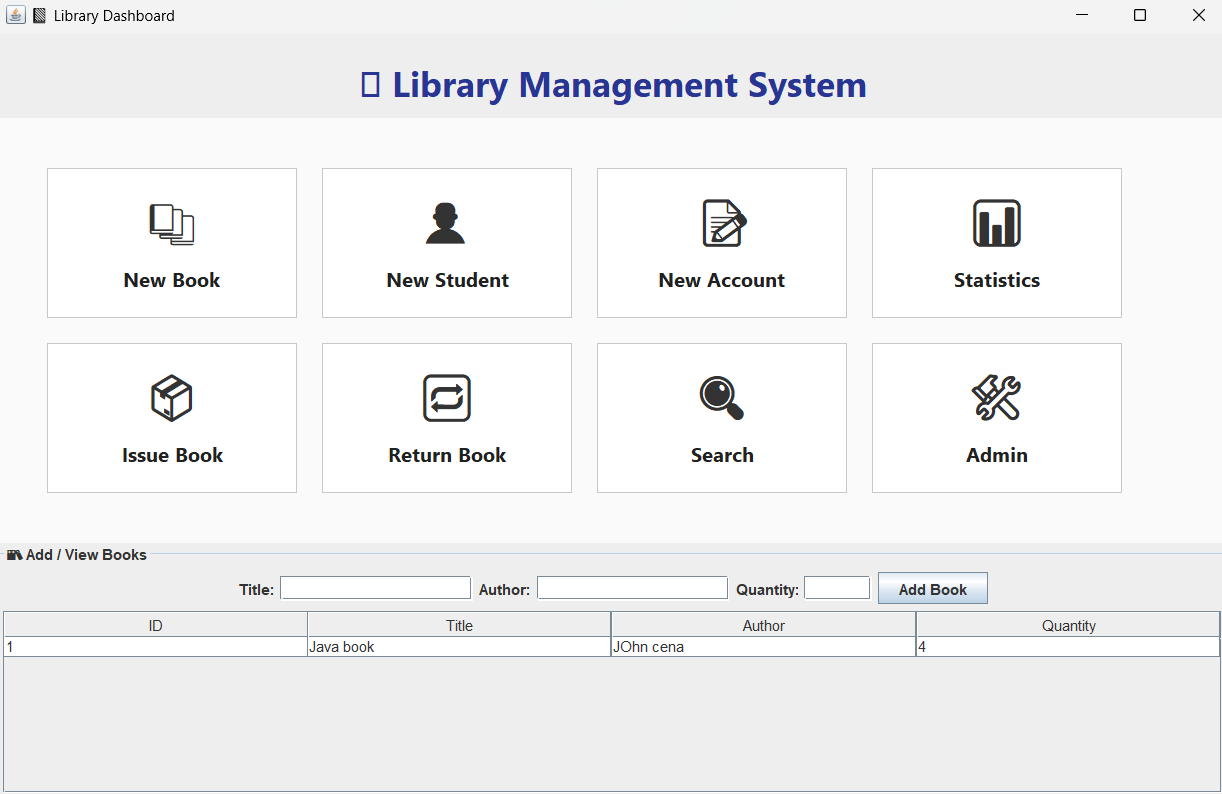 Library Dashboard
Library Management System
New Book
New Student
New Account
Statistics
Issue Book
Return Book
Search
Admin
Add / View Books
Title:
Author:
Quantity:
Add Book
ID Title Author Quantity
1 Java book JOhn cena 4